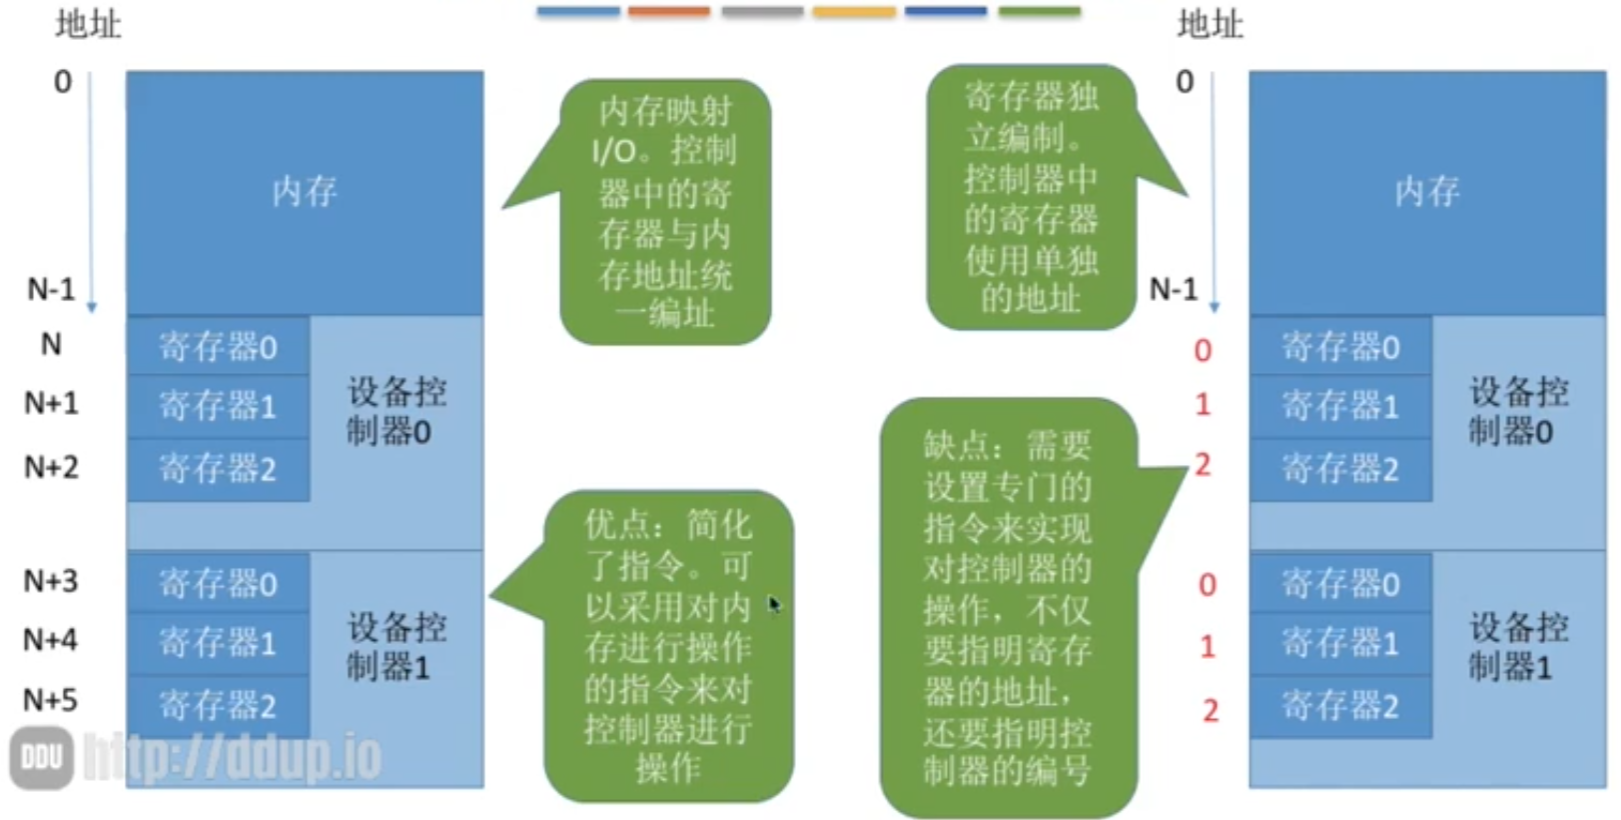 地址
0
内存
N-1
N
寄存器0
N+1
寄存器1
N+2
寄存器2
设备控
制器0
N+3
寄存器0
N+4
寄存器1
N+5
寄存器2
设备控
制器1
内存映射
I/O。控制
器中的寄
存器与内
存地址统
一编址
优点：简化
了指令。可
以采用对内
存进行操作
的指令来对
控制器进行
操作
寄存器独
立编制。
控制器中
的寄存器
使用单独
的地址
缺点：需要
设置专门的
指令来实现
对控制器的
操作，不仅
要指明寄存
器的地址，
还要指明控
制器的编号
地址
0
内存
N-1
0
寄存器0
1
寄存器1
2
寄存器2
设备控
制器0
0
寄存器0
1
寄存器1
2
寄存器2
设备控
制器1
DDU http://ddup.io